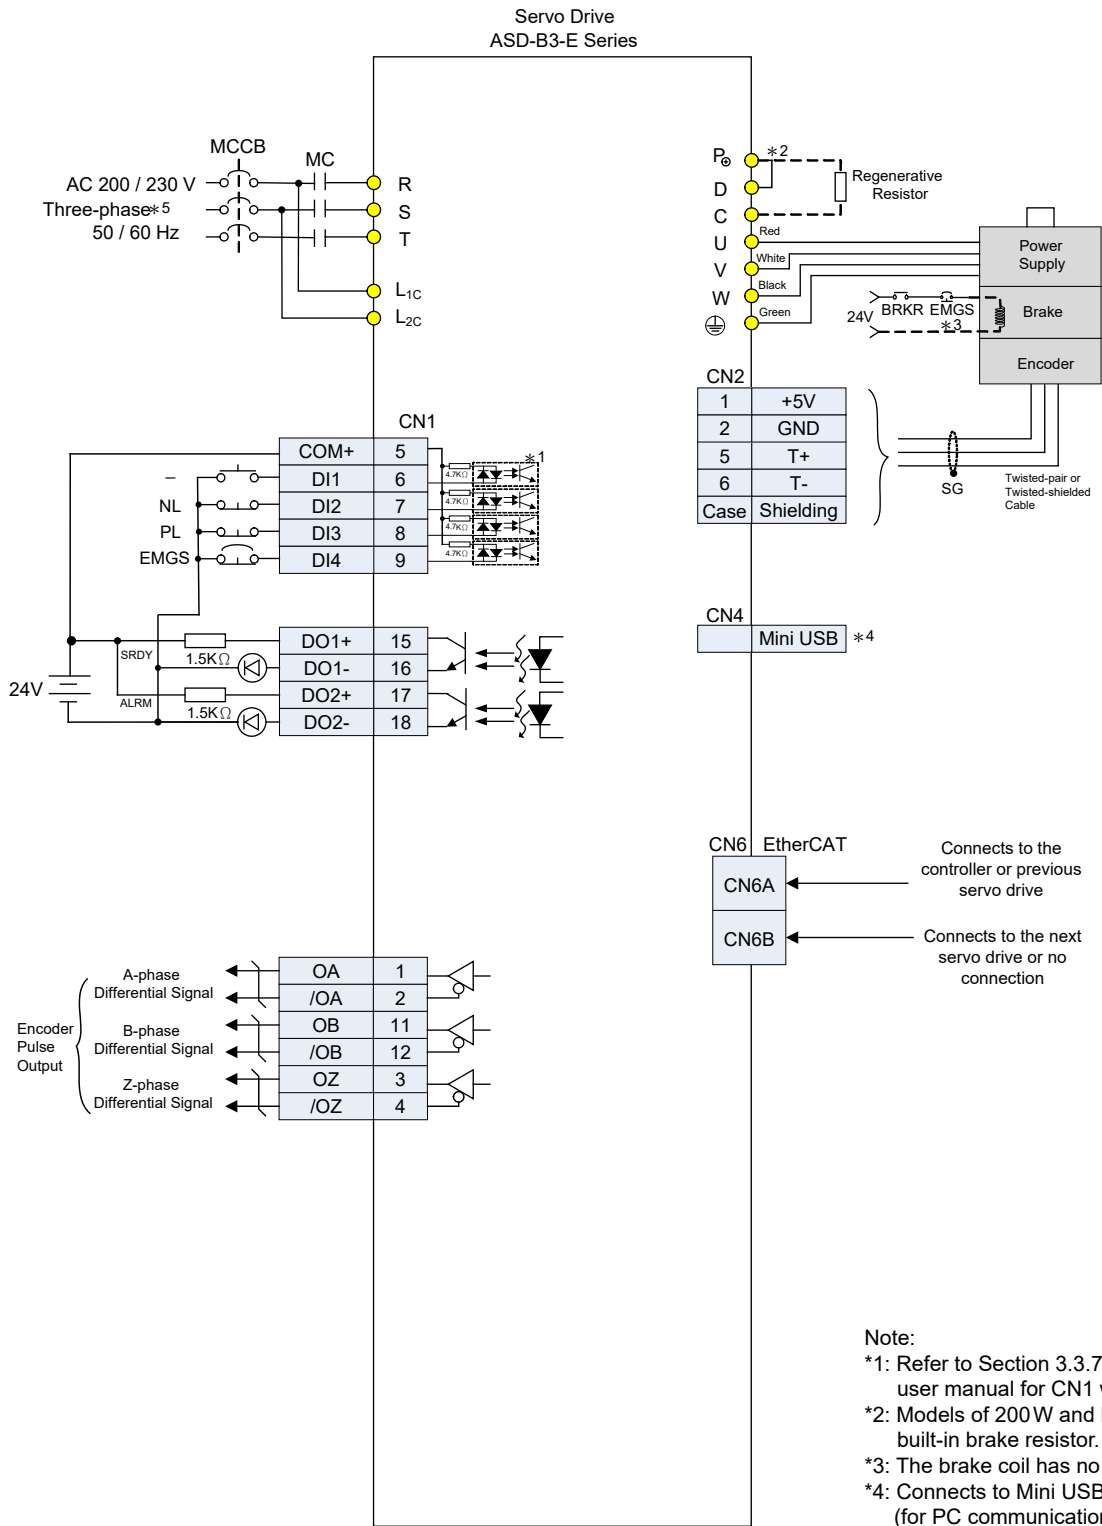 Servo Drive
ASD-B3-E Series
MCCB
MC
AC 200 / 230 V
Three-phase*5
50 / 60 Hz
R
S
T
L1C
L2C
P⊕
*2
D
C
Regenerative
Resistor
U
Red
V
White
W
Black
Green
Power
Supply
24V
BRKR
EMGS
*3
Brake
Encoder
CN2
1 +5V
2 GND
5 T+
6 T-
Case Shielding
SG
Twisted-pair or
Twisted-shielded
Cable
CN1
COM+ 5
– DI1 6
NL DI2 7
PL DI3 8
EMGS DI4 9
*1
4.7KΩ
4.7KΩ
4.7KΩ
4.7KΩ
CN4
Mini USB *4
24V
SRDY
1.5KΩ
DO1+ 15
DO1- 16
ALRM
1.5KΩ
DO2+ 17
DO2- 18
CN6 EtherCAT
CN6A
Connects to the
controller or previous
servo drive
CN6B
Connects to the next
servo drive or no
connection
Encoder
Pulse
Output
A-phase
Differential Signal
OA 1
/OA 2
B-phase
Differential Signal
OB 11
/OB 12
Z-phase
Differential Signal
OZ 3
/OZ 4
Note:
*1: Refer to Section 3.3.7
user manual for CN1
*2: Models of 200W and
built-in brake resistor.
*3: The brake coil has no
*4: Connects to Mini USB
(for PC communication